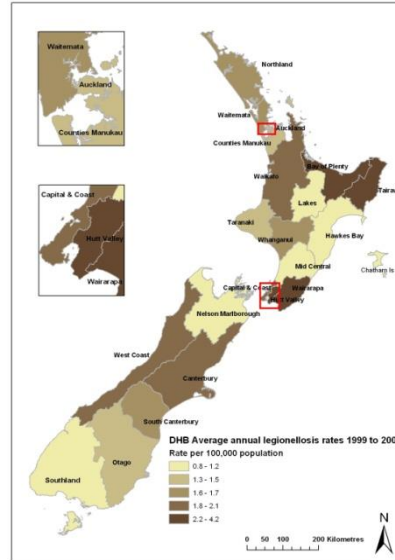 Waitemata
Auckland
Counties Manukau
Capital & Coast
Hutt Valley
Wairarapa
Northland
Waitemata
Auckland
Counties Manukau
Waikato
Bay of Plenty
Taira
Lakes
Taranaki
Whanganui
Hawkes Bay
Mid Central
Chatham Is
Capital & Coast
Wairarapa
Hutt Valley
Nelson Marlborough
West Coast
Canterbury
South Canterbury
Otago
Southland
DHB Average annual legionellosis rates 1999 to 200
Rate per 100,000 population
0.8 - 1.2
1.3 - 1.5
1.6 - 1.7
1.8 - 2.1
2.2 - 4.2
N
0 50 100 200 Kilometres